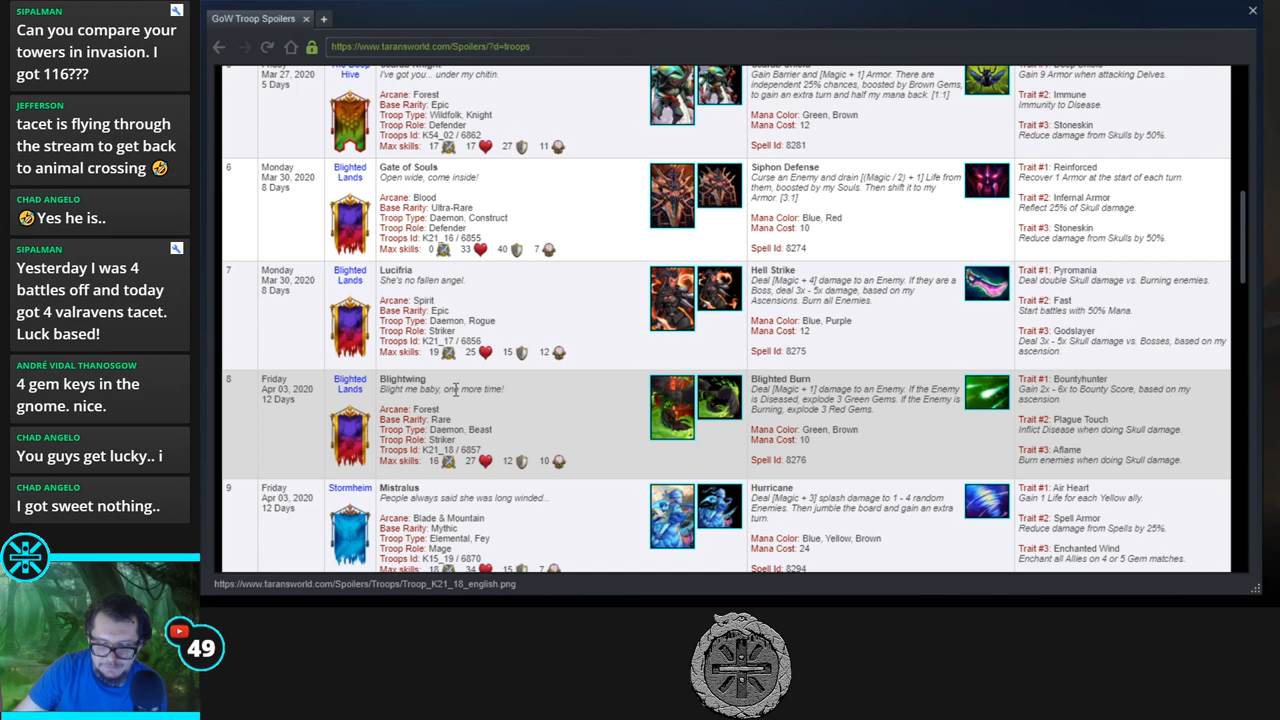 SIPALMAN
Can you compare your
towers in invasion. I
got 116???
JEFFERSON
tacet is flying through
the stream to get back
to animal crossing 🤣
CHAD ANGELO
🤣Yes he is..
SIPALMAN
Yesterday I was 4
battles off and today
got 4 valravens tacet.
Luck based!
ANDRÉ VIDAL THANOSGOW
4 gem keys in the
gnome. nice.
CHAD ANGELO
You guys get lucky.. i
CHAD ANGELO
I got sweet nothing..
49
GoW Troop Spoilers
https://www.taransworld.com/Spoilers/?d=troops
Mar 27, 2020
5 Days
Hive
I've got you... under my chitin.
Arcane: Forest
Base Rarity: Epic
Troop Type: Wildfolk, Knight
Troop Role: Defender
Troops Id: K54_02 / 6862
Max skills: 17 17 27 11
Gain Barrier and [Magic + 1] Armor. There are
independent 25% chances, boosted by Brown Gems,
to gain an extra turn and half my mana back. [1:1]
Mana Color: Green, Brown
Mana Cost: 12
Spell Id: 8281
Gain 9 Armor when attacking Delves.
Trait #2: Immune
Immunity to Disease.
Trait #3: Stoneskin
Reduce damage from Skulls by 50%.
6
Monday
Mar 30, 2020
8 Days
Blighted
Lands
Gate of Souls
Open wide, come inside!
Arcane: Blood
Base Rarity: Ultra-Rare
Troop Type: Daemon, Construct
Troop Role: Defender
Troops Id: K21_16 / 6855
Max skills: 0 33 40 7
Siphon Defense
Curse an Enemy and drain [(Magic / 2) + 1] Life from
them, boosted by my Souls. Then shift it to my
Armor. [3:1]
Mana Color: Blue, Red
Mana Cost: 10
Spell Id: 8274
Trait #1: Reinforced
Recover 1 Armor at the start of each turn.
Trait #2: Infernal Armor
Reflect 25% of Skull damage.
Trait #3: Stoneskin
Reduce damage from Skulls by 50%.
7
Monday
Mar 30, 2020
8 Days
Blighted
Lands
Lucifria
She's no fallen angel.
Arcane: Spirit
Base Rarity: Epic
Troop Type: Daemon, Rogue
Troop Role: Striker
Troops Id: K21_17 / 6856
Max skills: 19 25 15 12
Hell Strike
Deal [Magic + 4] damage to an Enemy. If they are a
Boss, deal 3x - 5x damage, based on my
Ascensions. Burn all Enemies.
Mana Color: Blue, Purple
Mana Cost: 12
Spell Id: 8275
Trait #1: Pyromania
Deal double Skull damage vs. Burning enemies.
Trait #2: Fast
Start battles with 50% Mana.
Trait #3: Godslayer
Deal 3x - 5x Skull damage vs. Bosses, based on my
ascension.
8
Friday
Apr 03, 2020
12 Days
Blighted
Lands
Blightwing
Blight me baby, one more time!
Arcane: Forest
Base Rarity: Rare
Troop Type: Daemon, Beast
Troop Role: Striker
Troops Id: K21_18 / 6857
Max skills: 16 27 12 10
Blighted Burn
Deal [Magic + 1] damage to an Enemy. If the Enemy
is Diseased, explode 3 Green Gems. If the Enemy is
Burning, explode 3 Red Gems.
Mana Color: Green, Brown
Mana Cost: 10
Spell Id: 8276
Trait #1: Bountyhunter
Gain 2x - 6x to Bounty Score, based on my
ascension.
Trait #2: Plague Touch
Inflict Disease when doing Skull damage.
Trait #3: Aflame
Burn enemies when doing Skull damage.
9
Friday
Apr 03, 2020
12 Days
Stormheim
Mistralus
People always said she was long winded...
Arcane: Blade & Mountain
Base Rarity: Mythic
Troop Type: Elemental, Fey
Troop Role: Mage
Troops Id: K15_19 / 6870
Max skills: 18 34 15 7
Hurricane
Deal [Magic + 3] splash damage to 1 - 4 random
Enemies. Then jumble the board and gain an extra
turn.
Mana Color: Blue, Yellow, Brown
Mana Cost: 24
Spell Id: 8294
Trait #1: Air Heart
Gain 1 Life for each Yellow ally.
Trait #2: Spell Armor
Reduce damage from Spells by 25%.
Trait #3: Enchanted Wind
Enchant all Allies on 4 or 5 Gem matches.
https://www.taransworld.com/Spoilers/Troops/Troop_K21_18_english.png